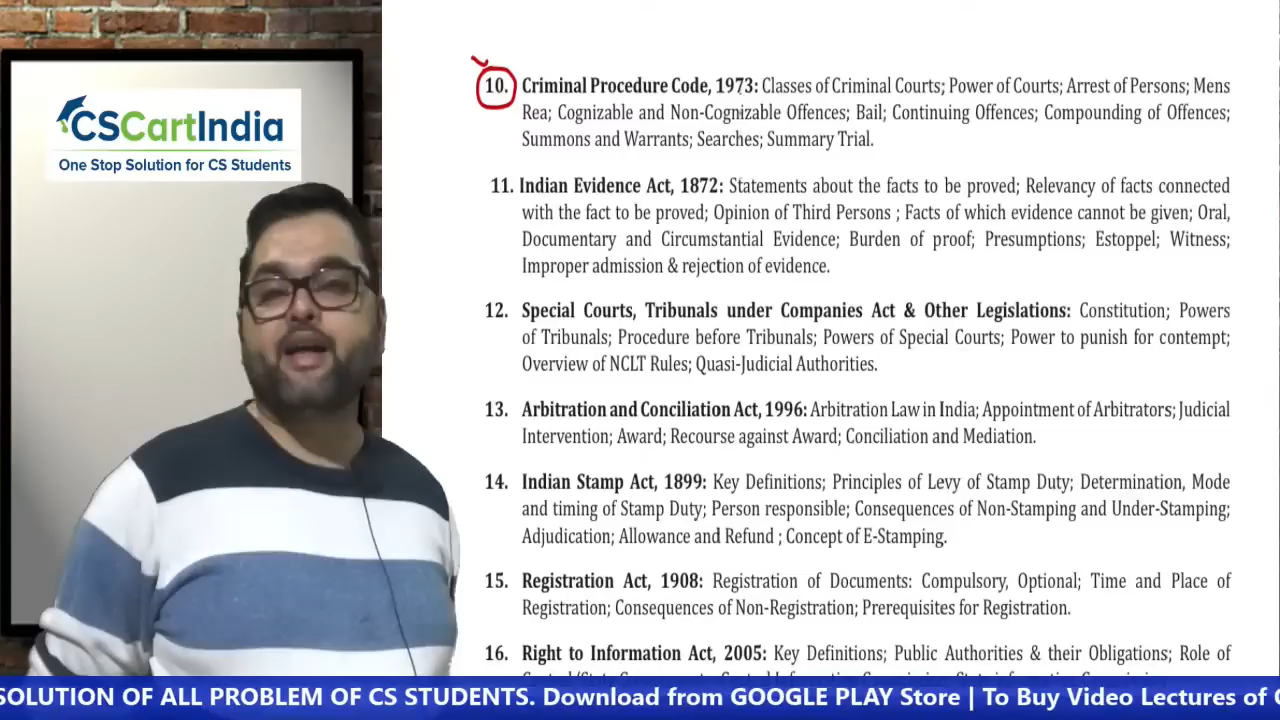 CSCartIndia
One Stop Solution for CS Students
10. Criminal Procedure Code, 1973: Classes of Criminal Courts; Power of Courts; Arrest of Persons; Mens
Rea; Cognizable and Non-Cognizable Offences; Bail; Continuing Offences; Compounding of Offences;
Summons and Warrants; Searches; Summary Trial.
11. Indian Evidence Act, 1872: Statements about the facts to be proved; Relevancy of facts connected
with the fact to be proved; Opinion of Third Persons ; Facts of which evidence cannot be given; Oral,
Documentary and Circumstantial Evidence; Burden of proof; Presumptions; Estoppel; Witness;
Improper admission & rejection of evidence.
12. Special Courts, Tribunals under Companies Act & Other Legislations: Constitution; Powers
of Tribunals; Procedure before Tribunals; Powers of Special Courts; Power to punish for contempt;
Overview of NCLT Rules; Quasi-Judicial Authorities.
13. Arbitration and Conciliation Act, 1996: Arbitration Law in India; Appointment of Arbitrators; Judicial
Intervention; Award; Recourse against Award; Conciliation and Mediation.
14. Indian Stamp Act, 1899: Key Definitions; Principles of Levy of Stamp Duty; Determination, Mode
and timing of Stamp Duty; Person responsible; Consequences of Non-Stamping and Under-Stamping;
Adjudication; Allowance and Refund ; Concept of E-Stamping.
15. Registration Act, 1908: Registration of Documents: Compulsory, Optional; Time and Place of
Registration; Consequences of Non-Registration; Prerequisites for Registration.
16. Right to Information Act, 2005: Key Definitions; Public Authorities & their Obligations; Role of
SOLUTION OF ALL PROBLEM OF CS STUDENTS. Download from GOOGLE PLAY Store | To Buy Video Lectures of